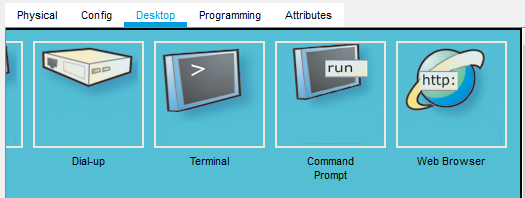 Physical Config Desktop Programming Attributes
>
run
http:
Dial-up Terminal Command Prompt Web Browser